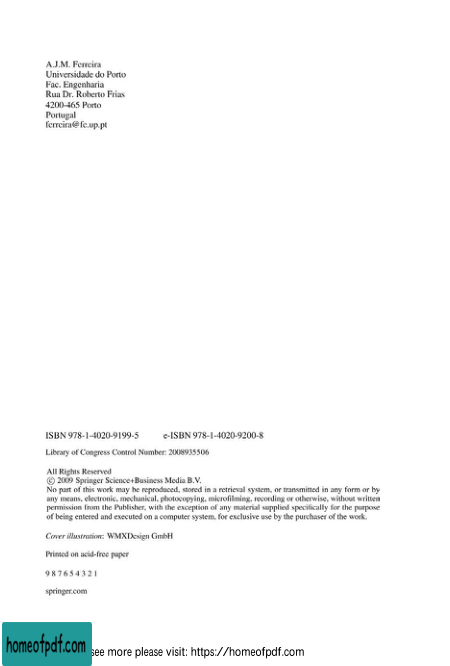 A.J.M. Ferreira
Universidade do Porto
Fac. Engenharia
Rua Dr. Roberto Frias
4200-465 Porto
Portugal
ferreira@fe.up.pt
ISBN 978-1-4020-9199-5 e-ISBN 978-1-4020-9200-8
Library of Congress Control Number: 2008935506
All Rights Reserved
© 2009 Springer Science+Business Media B.V.
No part of this work may be reproduced, stored in a retrieval system, or transmitted in any form or by
any means, electronic, mechanical, photocopying, microfilming, recording or otherwise, without written
permission from the Publisher, with the exception of any material supplied specifically for the purpose
of being entered and executed on a computer system, for exclusive use by the purchaser of the work.
Cover illustration: WMXDesign GmbH
Printed on acid-free paper
9 8 7 6 5 4 3 2 1
springer.com
homeofpdf.com
see more please visit: https://homeofpdf.com